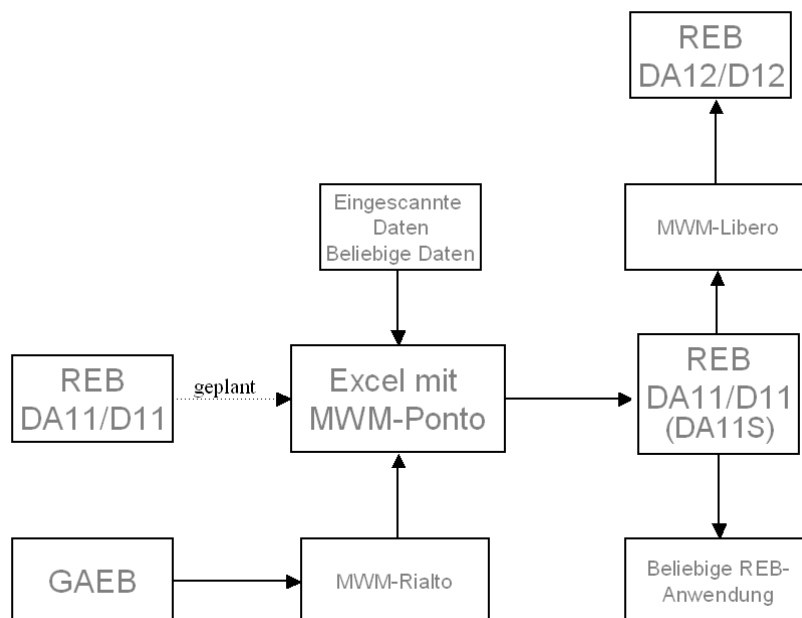 REB
DA12/D12
Eingescannte
Daten
Beliebige Daten
MWM-Libero
REB
DA11/D11
geplant
Excel mit
MWM-Ponto
REB
DA11/D11
(DA11S)
GAEB
MWM-Rialto
Beliebige REB-
Anwendung